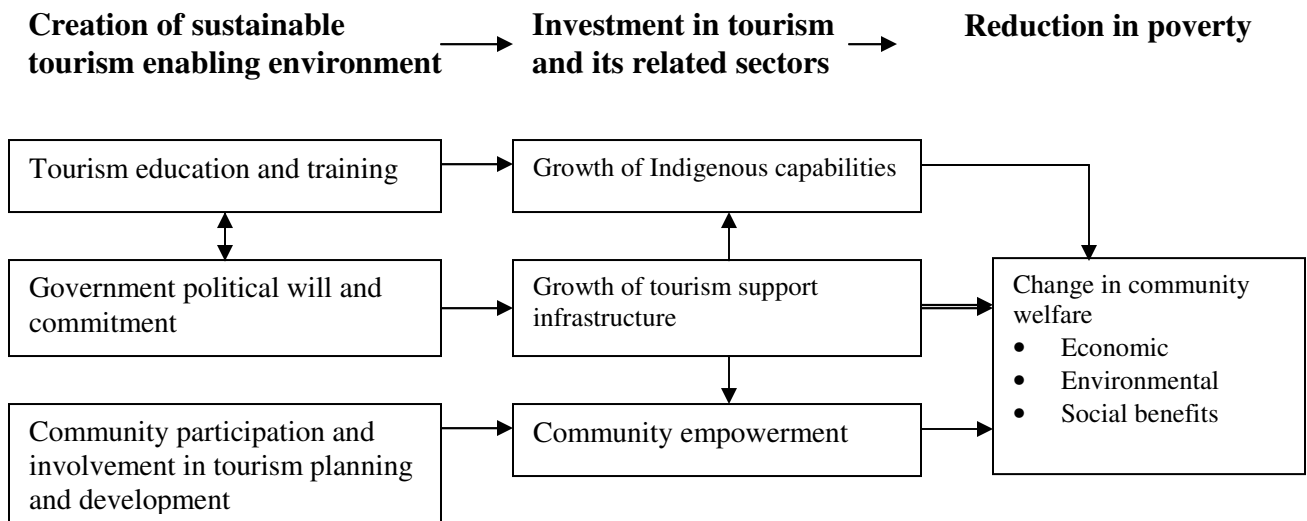 Creation of sustainable
tourism enabling environment
Investment in tourism
and its related sectors
Reduction in poverty
Tourism education and training
Growth of Indigenous capabilities
Government political will and
commitment
Growth of tourism support
infrastructure
Change in community
welfare
• Economic
• Environmental
• Social benefits
Community participation and
involvement in tourism planning
and development
Community empowerment